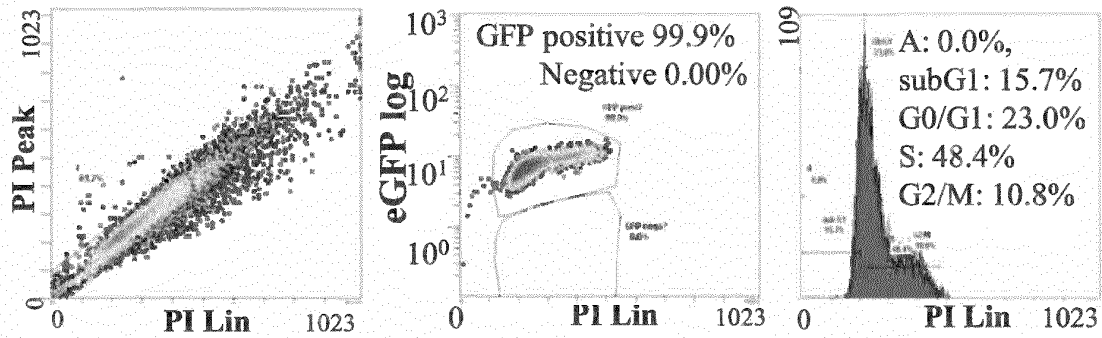 1023
PI Peak
0
0
PI Lin
1023
10³
10²
10¹
10⁰
eGFP log
GFP positive 99.9%
Negative 0.00%
0
PI Lin
1023
109
A: 0.0%,
subG1: 15.7%
G0/G1: 23.0%
S: 48.4%
G2/M: 10.8%
0
PI Lin
1023